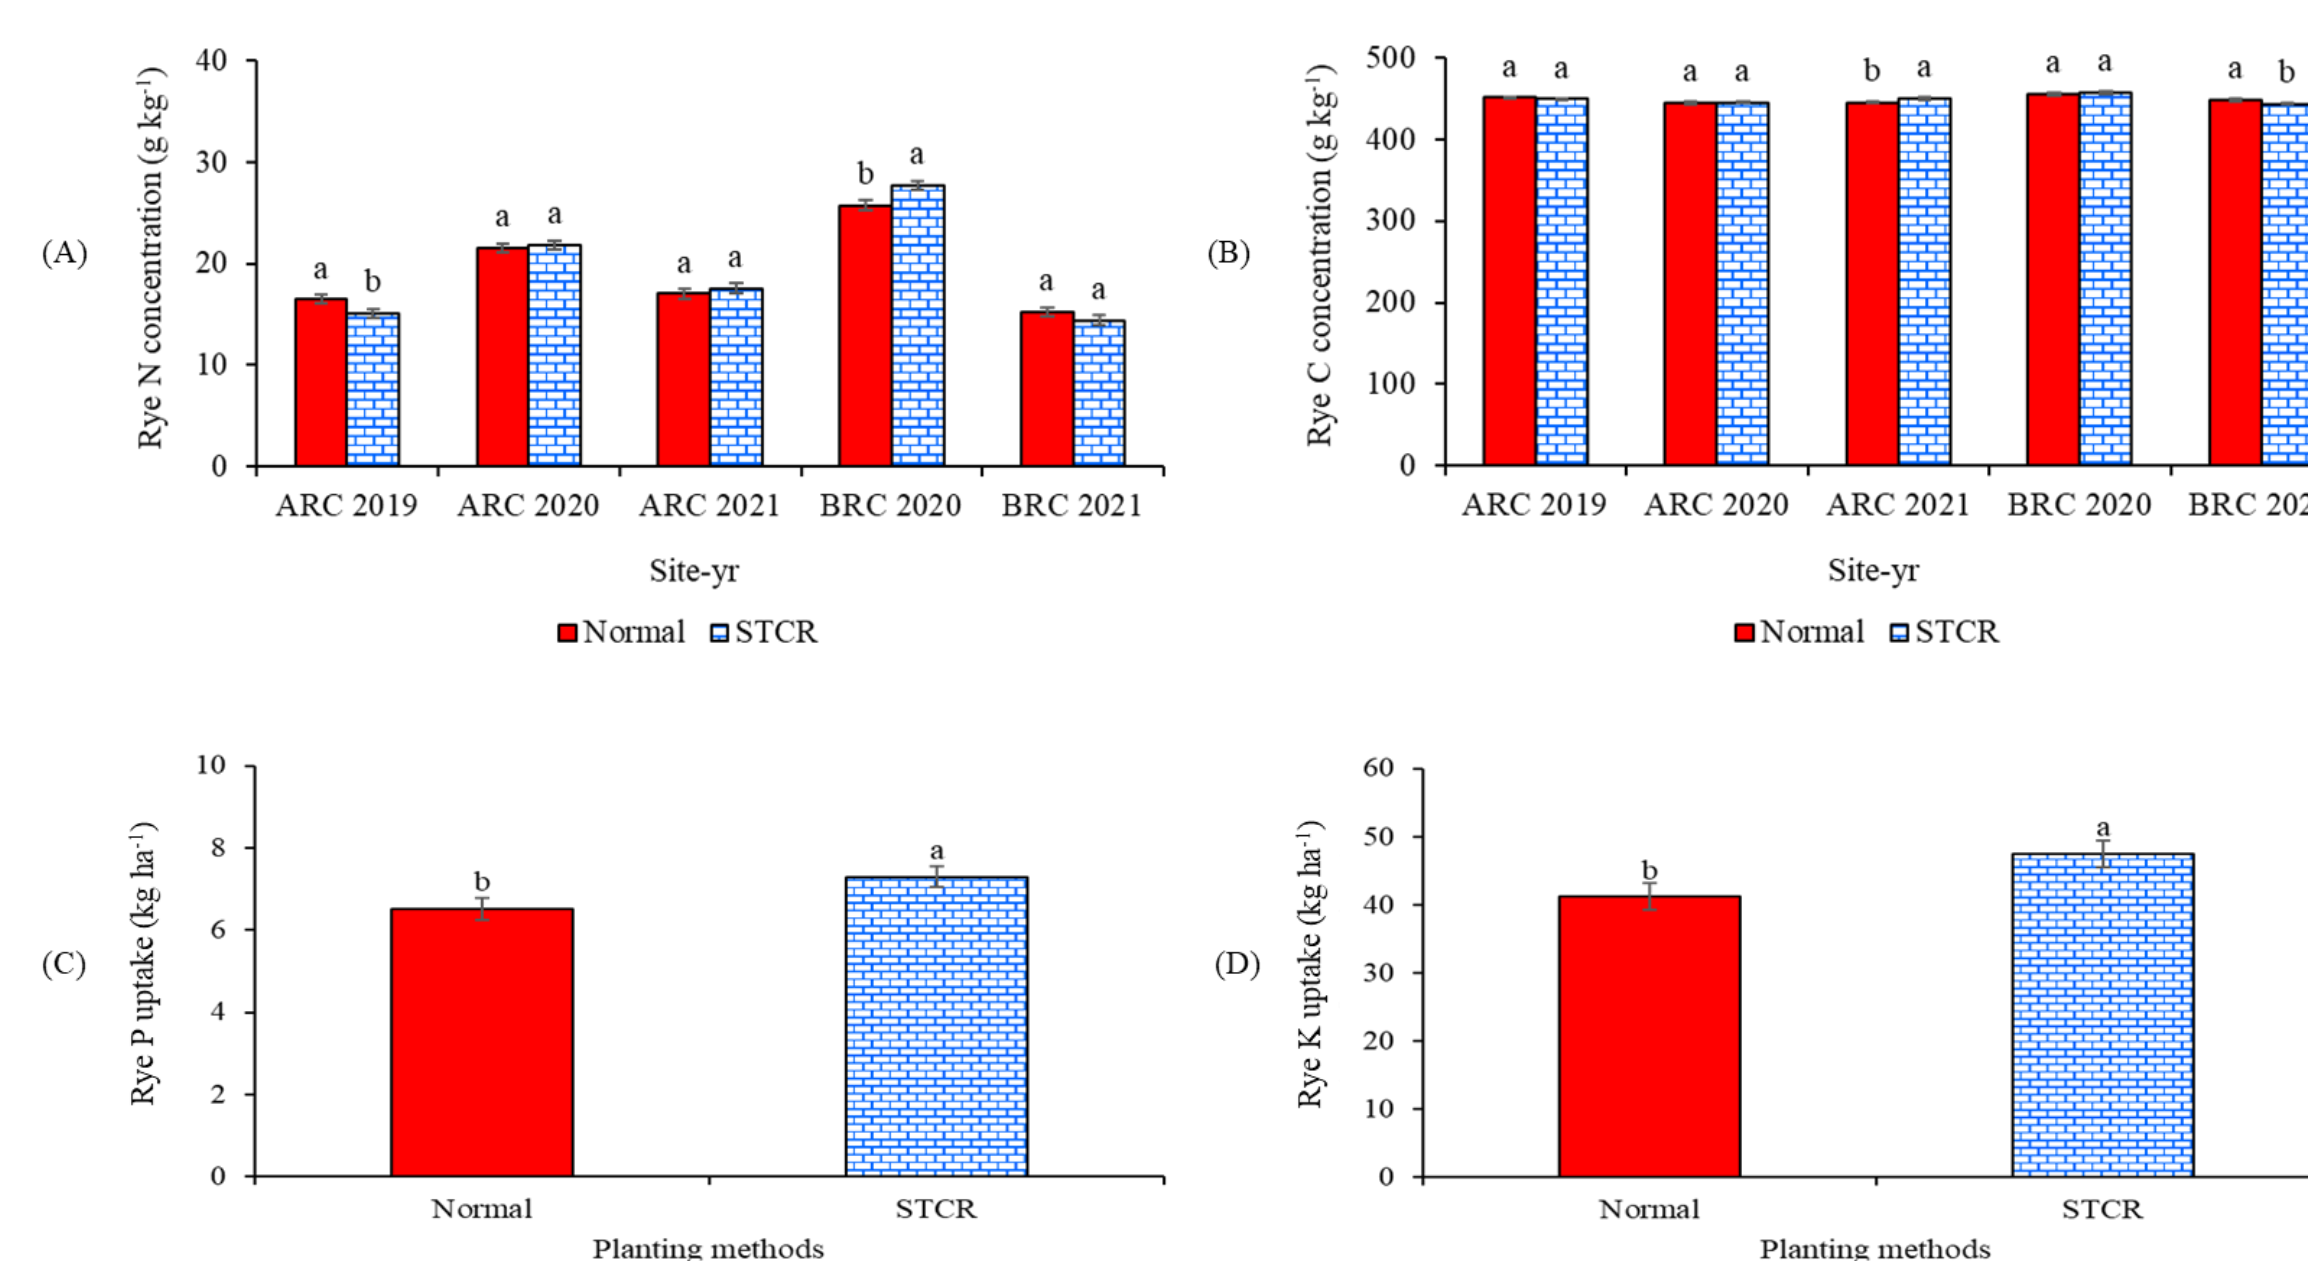 (A)
Rye N concentration (g kg⁻¹)
40
30
20
10
0
a b
a a
a a
b a
a a
ARC 2019 ARC 2020 ARC 2021 BRC 2020 BRC 2021
Site-yr
Normal STCR
(B)
Rye C concentration (g kg⁻¹)
500
400
300
200
100
0
a a
a a
b a
a a
a b
ARC 2019 ARC 2020 ARC 2021 BRC 2020 BRC 202
Site-yr
Normal STCR
(C)
Rye P uptake (kg ha⁻¹)
10
8
6
4
2
0
b
a
Normal STCR
Planting methods
(D)
Rye K uptake (kg ha⁻¹)
60
50
40
30
20
10
0
b
a
Normal STCR
Planting methods